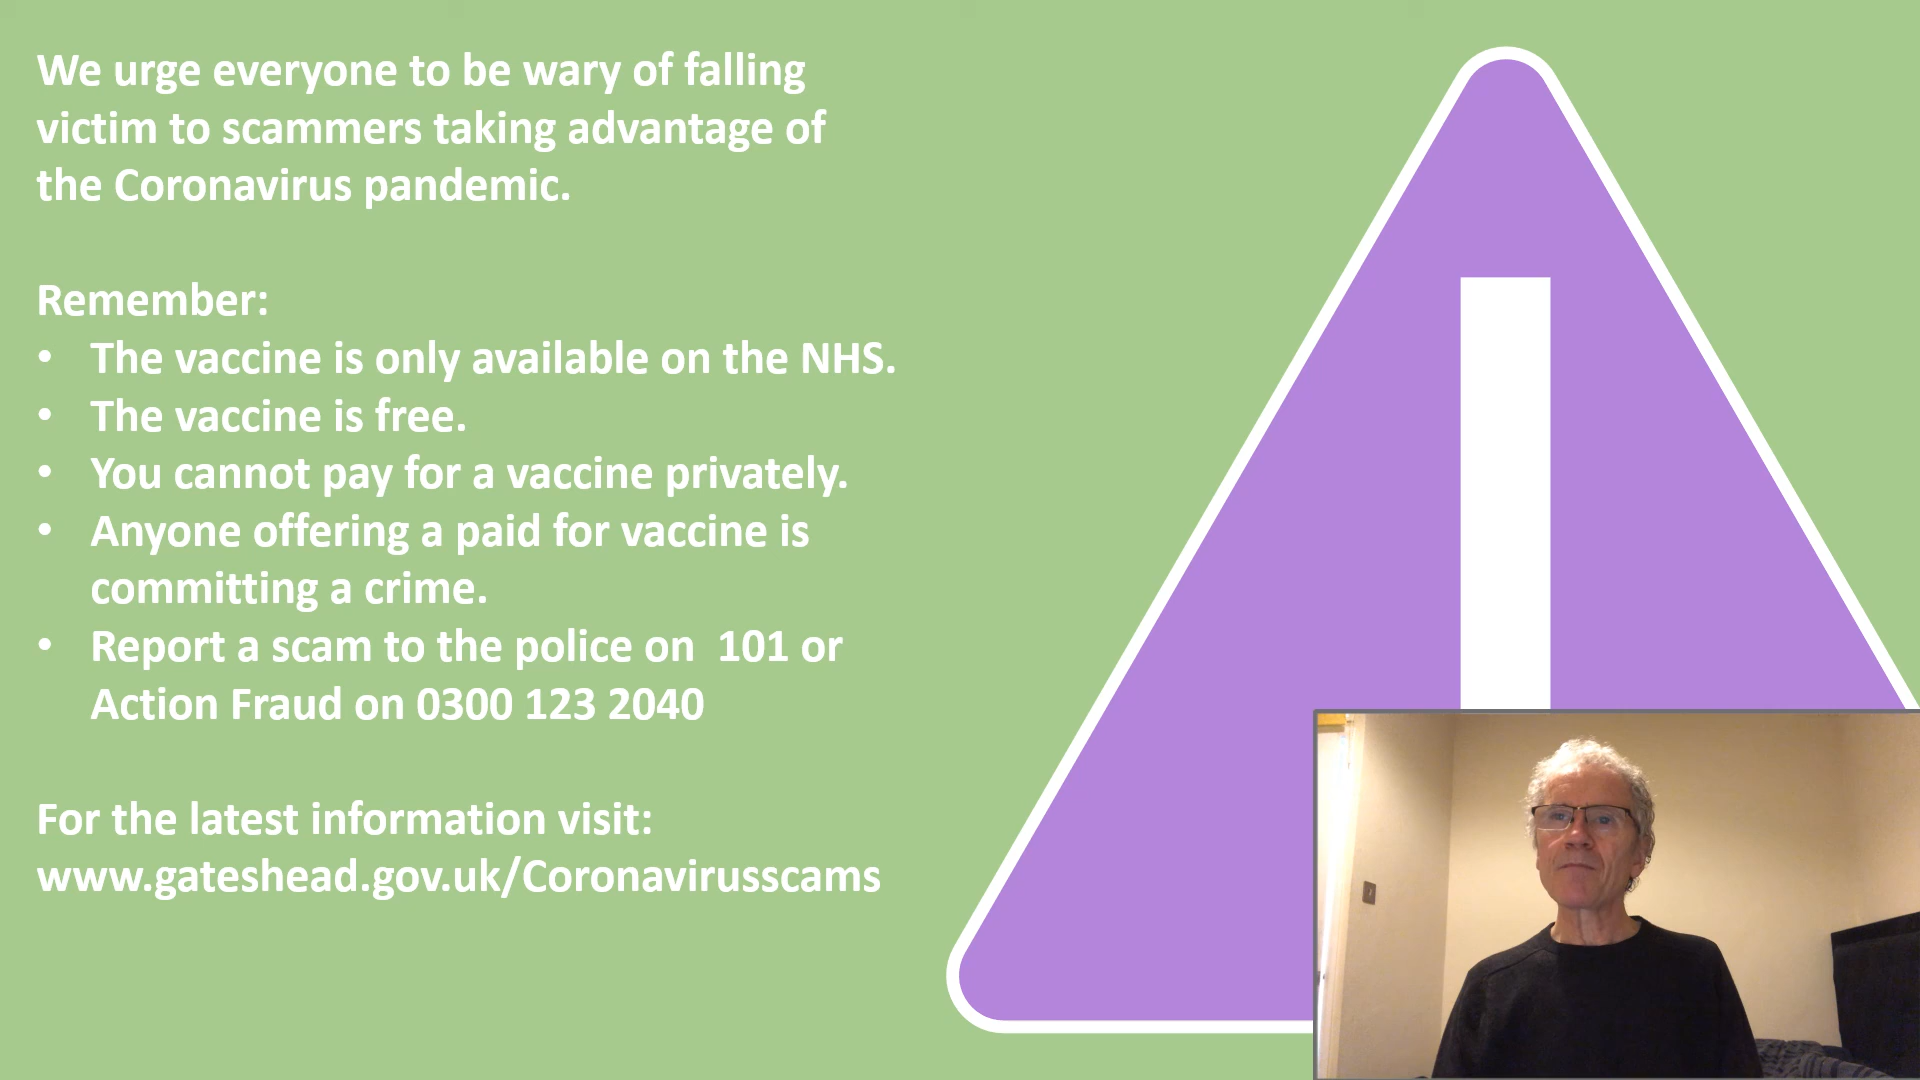 We urge everyone to be wary of falling
victim to scammers taking advantage of
the Coronavirus pandemic.
Remember:
• The vaccine is only available on the NHS.
• The vaccine is free.
• You cannot pay for a vaccine privately.
• Anyone offering a paid for vaccine is
committing a crime.
• Report a scam to the police on  101 or
Action Fraud on 0300 123 2040
For the latest information visit:
www.gateshead.gov.uk/Coronavirusscams